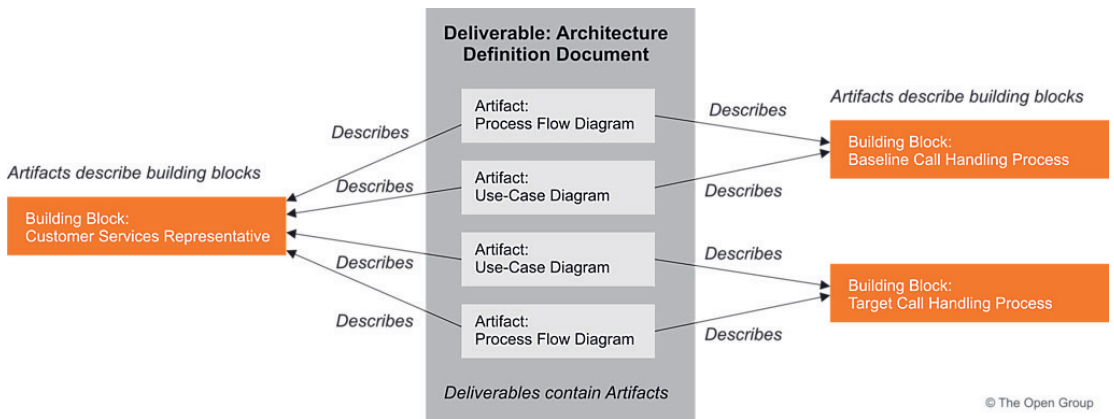 Deliverable: Architecture
Definition Document
Artifact:
Process Flow Diagram
Artifacts describe building blocks
Describes
Describes
Building Block:
Baseline Call Handling Process
Artifacts describe building blocks
Artifact:
Use-Case Diagram
Describes
Describes
Building Block:
Customer Services Representative
Artifact:
Use-Case Diagram
Describes
Describes
Building Block:
Target Call Handling Process
Artifact:
Process Flow Diagram
Describes
Describes
Deliverables contain Artifacts
© The Open Group